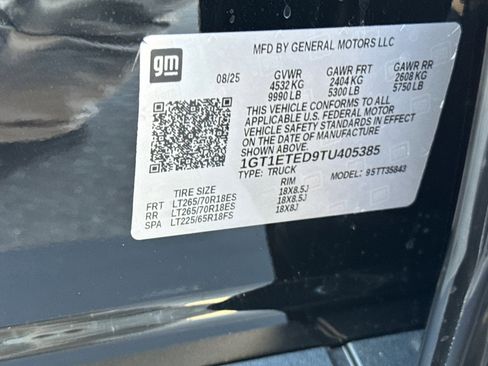 gm
MFD BY GENERAL MOTORS LLC
08/25 GVWR GAWR FRT GAWR RR
4532 KG 2404 KG 2608 KG
9990 LB 5300 LB 5750 LB
THIS VEHICLE CONFORMS TO ALL
APPLICABLE U.S. FEDERAL MOTOR
VEHICLE SAFETY STANDARDS IN EFFECT
ON THE DATE OF MANUFACTURE
SHOWN ABOVE.
1GT1ETED9TU405385
TYPE: TRUCK MODEL: 95TT35843
TIRE SIZE RIM
FRT LT265/70R18ES 18X8.5J
RR LT265/70R18ES 18X8.5J
SPA LT225/65R18FS 18X8J